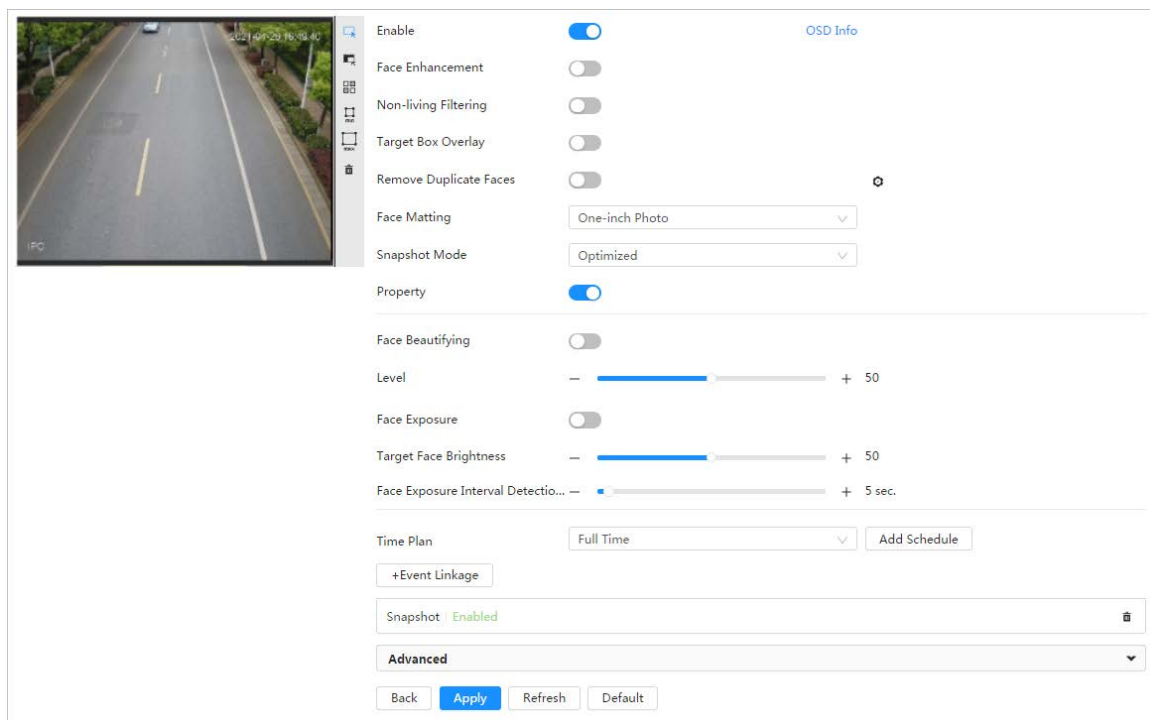 2021-04-29 16:49:40
IPC
min
max
Enable
OSD Info
Face Enhancement
Non-living Filtering
Target Box Overlay
Remove Duplicate Faces
Face Matting
One-inch Photo
Snapshot Mode
Optimized
Property
Face Beautifying
Level
− + 50
Face Exposure
Target Face Brightness
− + 50
Face Exposure Interval Detectio...
− + 5 sec.
Time Plan
Full Time
Add Schedule
+Event Linkage
Snapshot | Enabled
Advanced
Back
Apply
Refresh
Default